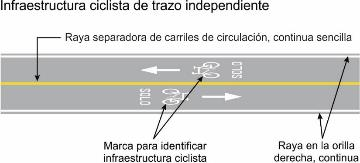 Infraestructura ciclista de trazo independiente
Raya separadora de carriles de circulación, continua sencilla
SOLO
SOLO
Marca para identificar
infraestructura ciclista
Raya en la orilla
derecha, continua